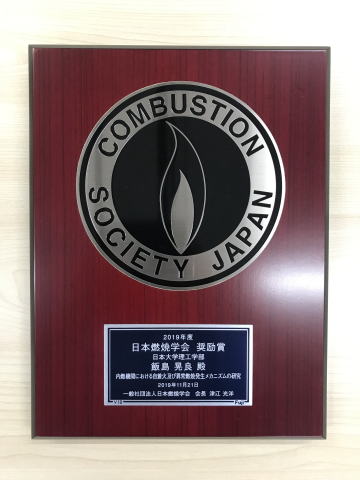 COMBUSTION
SOCIETY JAPAN
2019年度
日本燃焼学会 奨励賞
日本大学理工学部
飯島 晃良 殿
内燃機関における自着火及び異常燃焼発生メカニズムの研究
2019年11月21日
一般社団法人日本燃焼学会 会長 津江 光洋